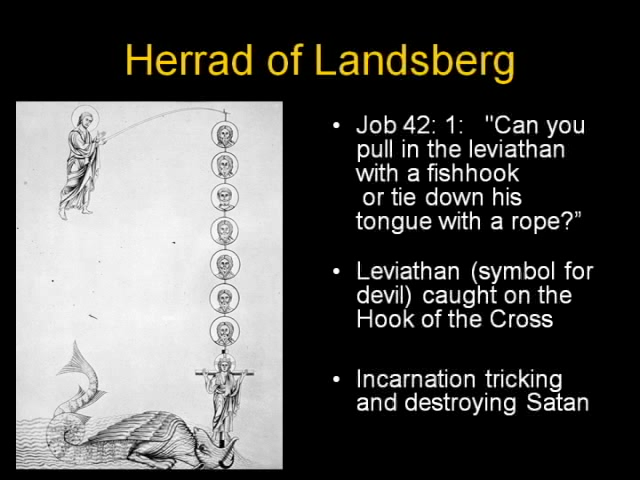 Herrad of Landsberg
• Job 42: 1:   "Can you
pull in the leviathan
with a fishhook
or tie down his
tongue with a rope?”
• Leviathan (symbol for
devil) caught on the
Hook of the Cross
• Incarnation tricking
and destroying Satan